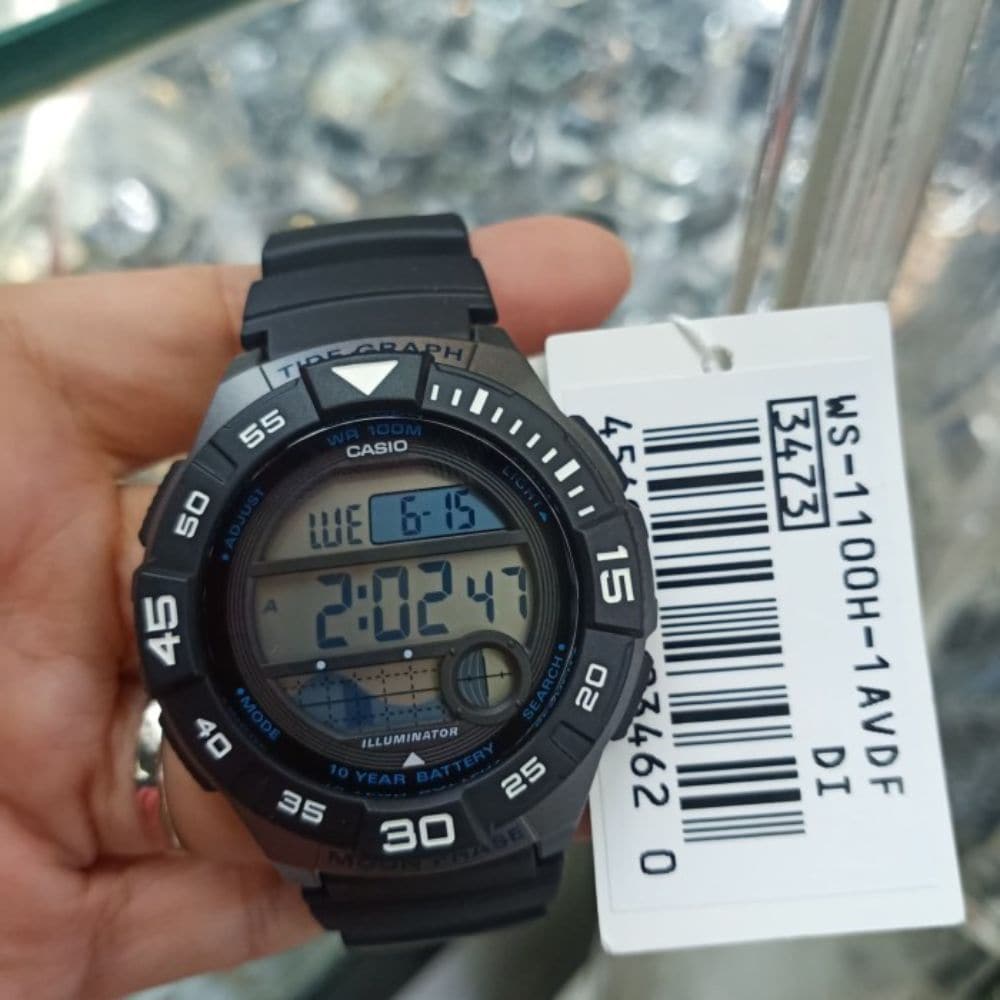 TIDE GRAPH
WR 100M
CASIO
LIGHT
ADJUST
WE 6-15
A 2:02 47
MODE
SEARCH
ILLUMINATOR
10 YEAR BATTERY
MOON PHASE
15
20
25
30
35
40
45
50
55
WS-1100H-1AVDF
DI
3473
3462 0